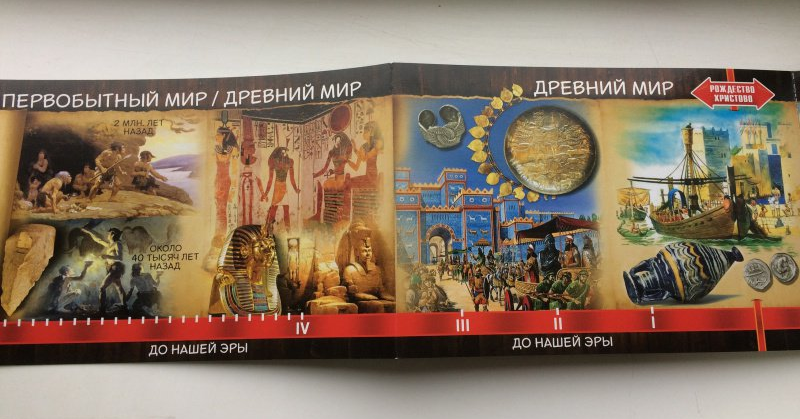 ПЕРВОБЫТНЫЙ МИР / ДРЕВНИЙ МИР
2 МЛН. ЛЕТ
НАЗАД
ОКОЛО
40 ТЫСЯЧ ЛЕТ
НАЗАД
IV
ДО НАШЕЙ ЭРЫ
ДРЕВНИЙ МИР
РОЖДЕСТВО
ХРИСТОВО
III II I
ДО НАШЕЙ ЭРЫ